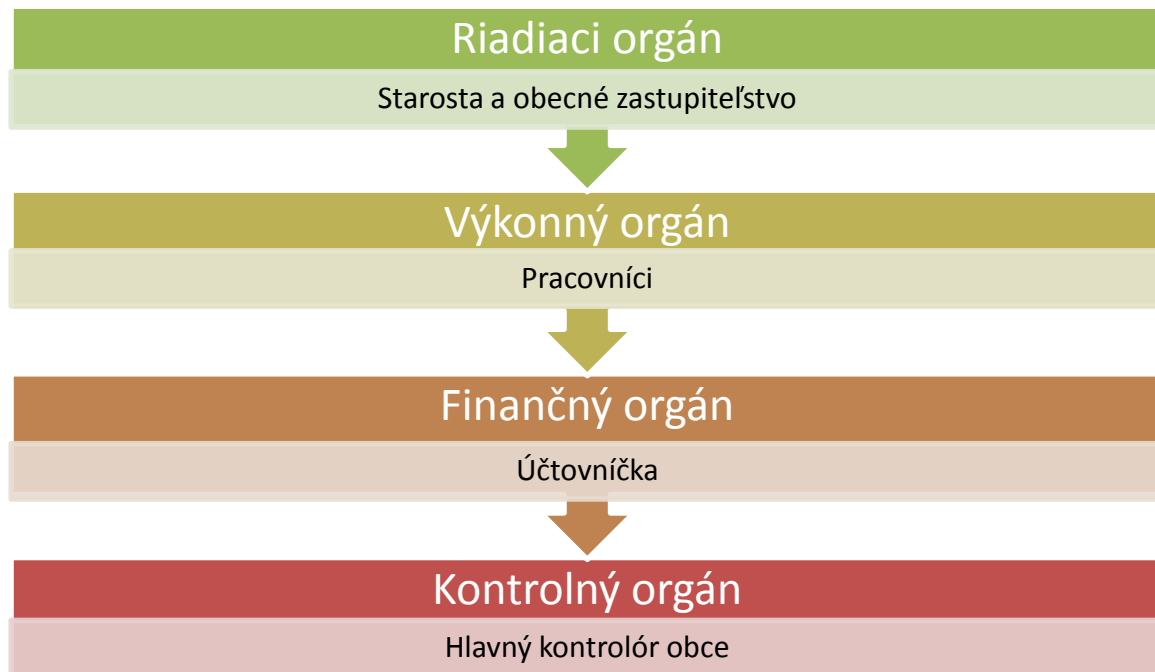 Riadiaci orgán
Starosta a obecné zastupiteľstvo
Výkonný orgán
Pracovníci
Finančný orgán
Účtovníčka
Kontrolný orgán
Hlavný kontrolór obce